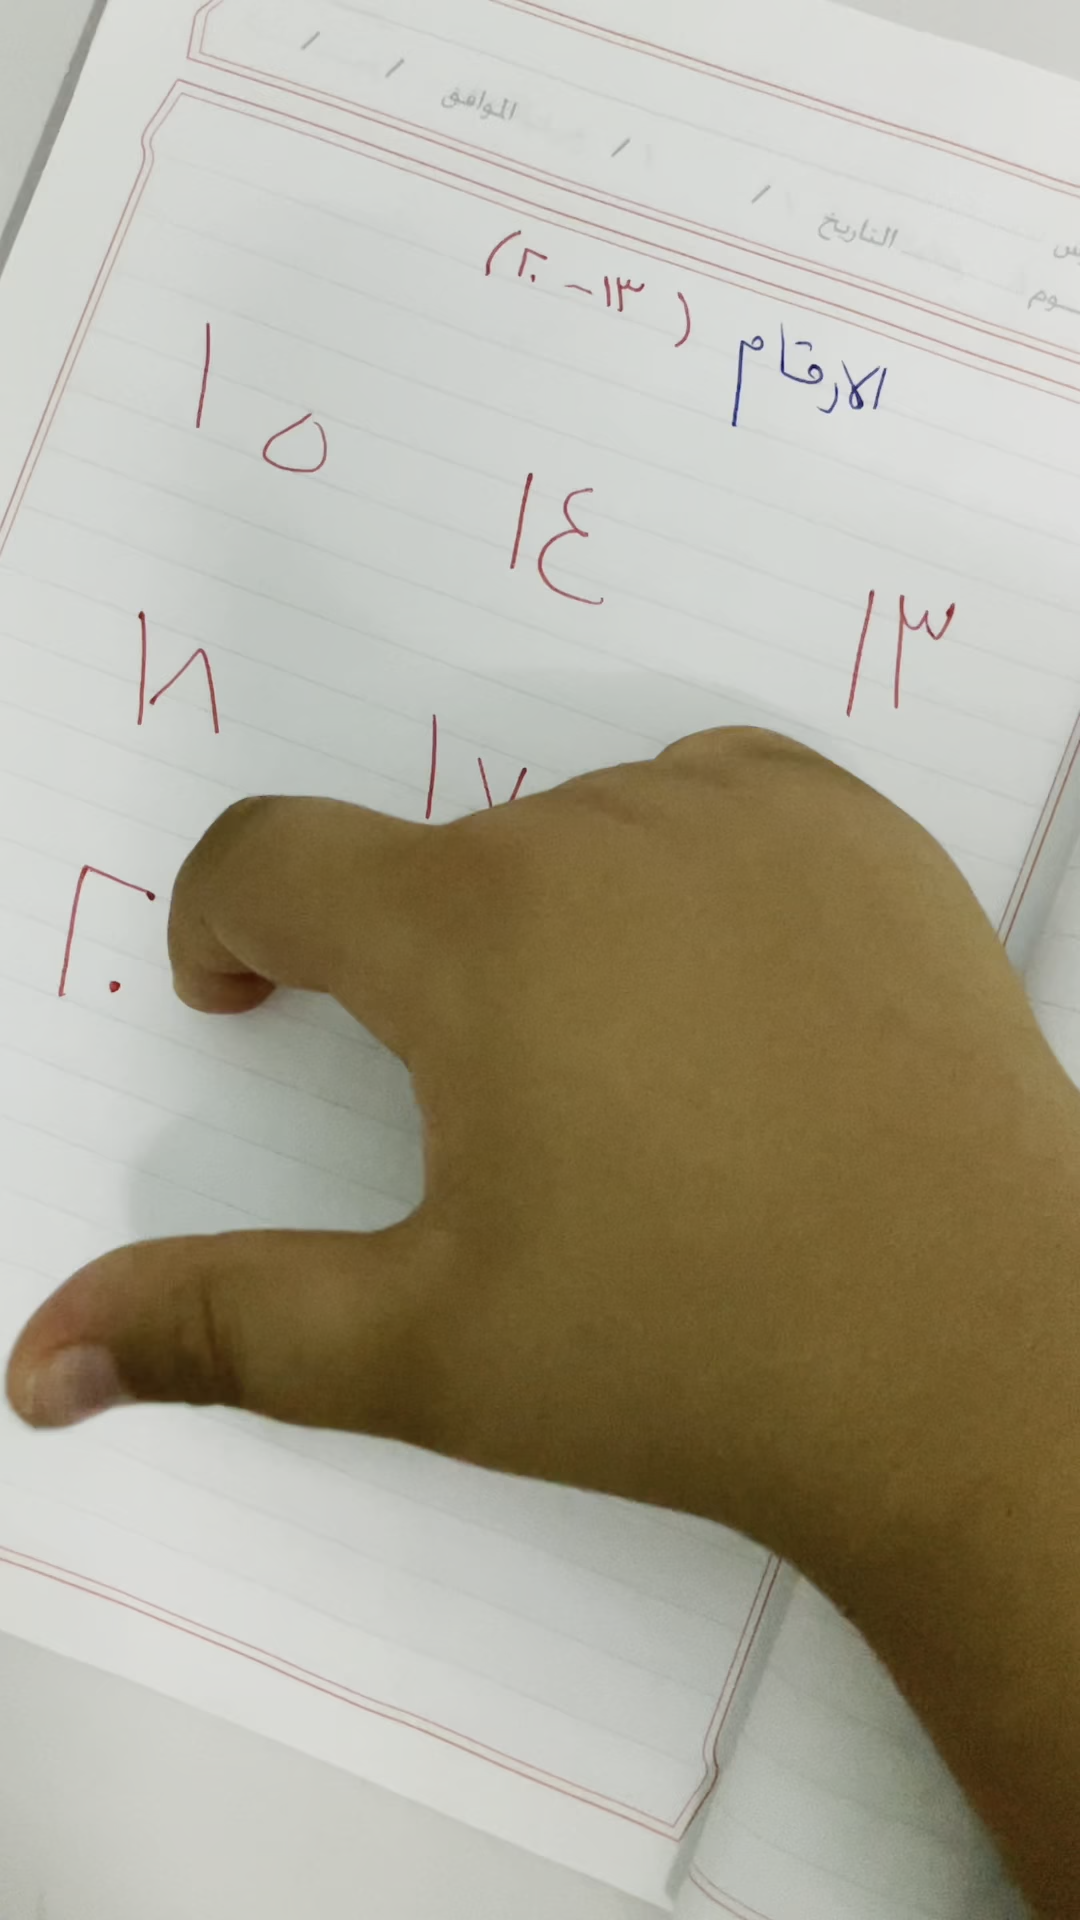 الموافق / / /
التاريخ / /
الارقام (١٣ - ٢٠)
١٣ ١٤ ١٥
١٧ ١٨
٢٠